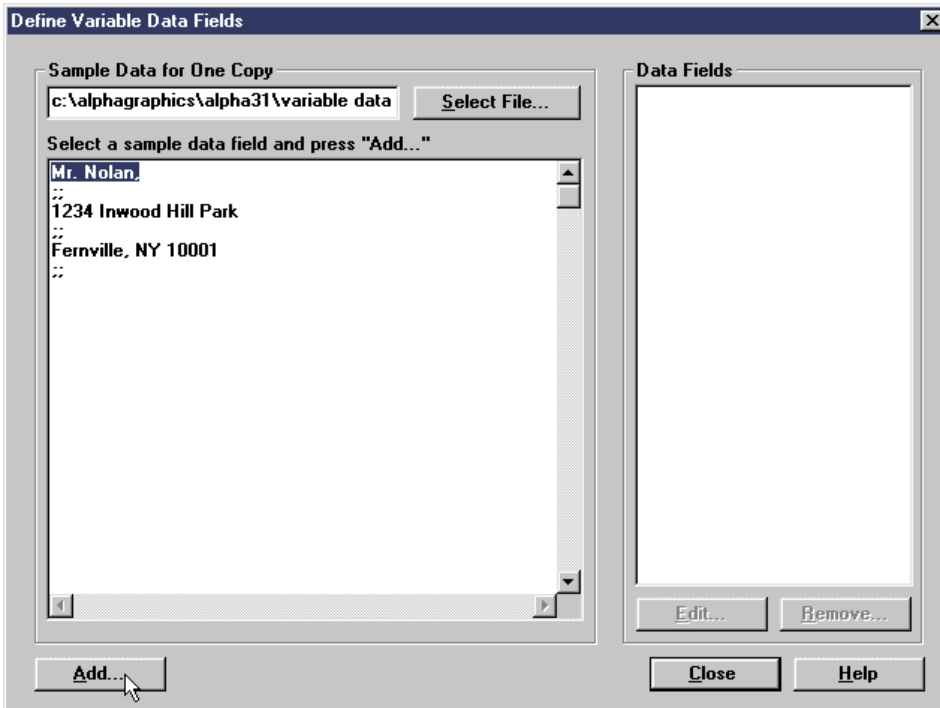 Define Variable Data Fields
Sample Data for One Copy
c:\alphagraphics\alpha31\variable data
Select File...
Select a sample data field and press "Add..."
Mr. Nolan,
;;
1234 Inwood Hill Park
;;
Fernville, NY 10001
;;
Data Fields
Edit...
Remove...
Add...
Close
Help